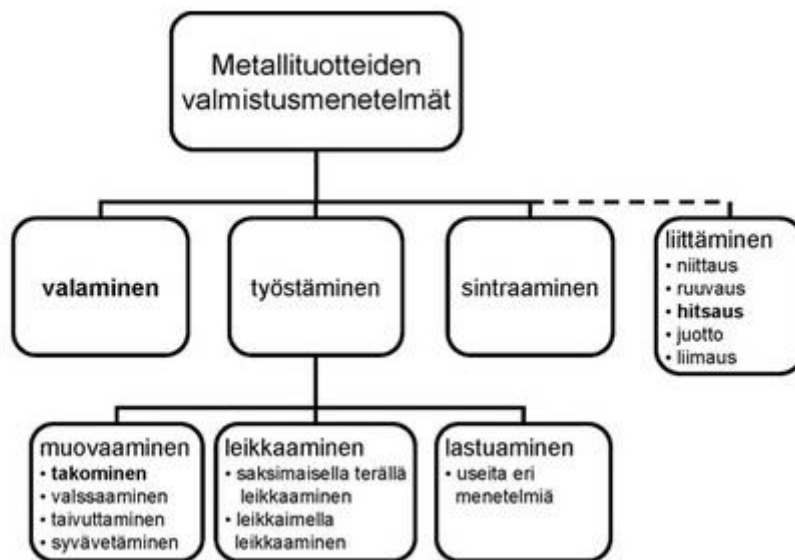 Metallituotteiden
valmistusmenetelmät
valaminen
työstäminen
sintraaminen
liittäminen
• niittaus
• ruuvaus
• hitsaus
• juotto
• liimaus
muovaaminen
• takominen
• valssaaminen
• taivuttaminen
• syvävetäminen
leikkaaminen
• saksimaisella terällä
leikkaaminen
• leikkaimella
leikkaaminen
lastuaminen
• useita eri
menetelmiä